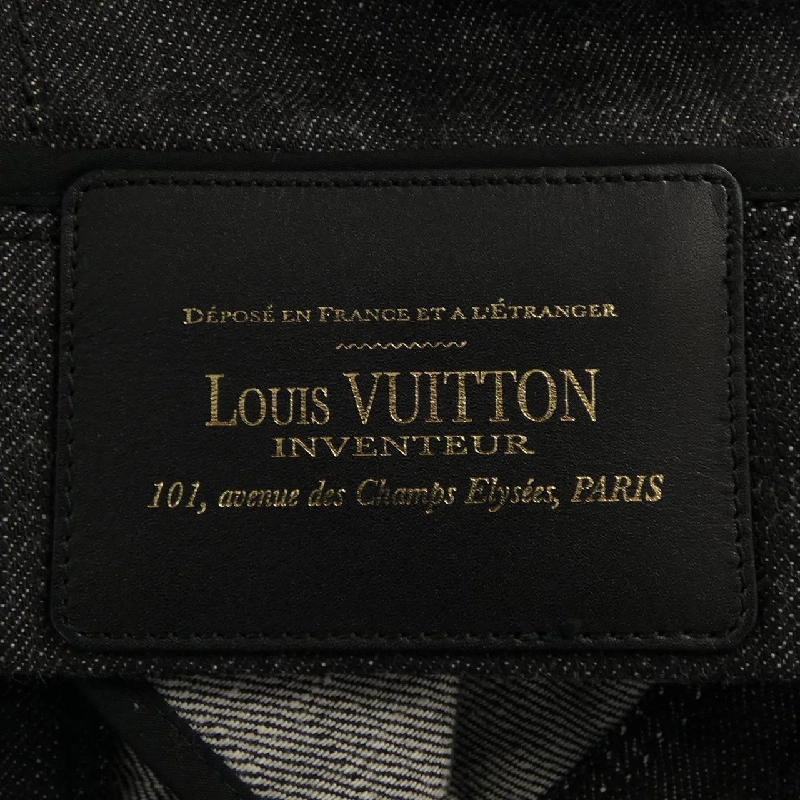 DÉPOSÉ EN FRANCE ET A L'ÉTRANGER
LOUIS VUITTON
INVENTEUR
101, avenue des Champs Elysées, PARIS